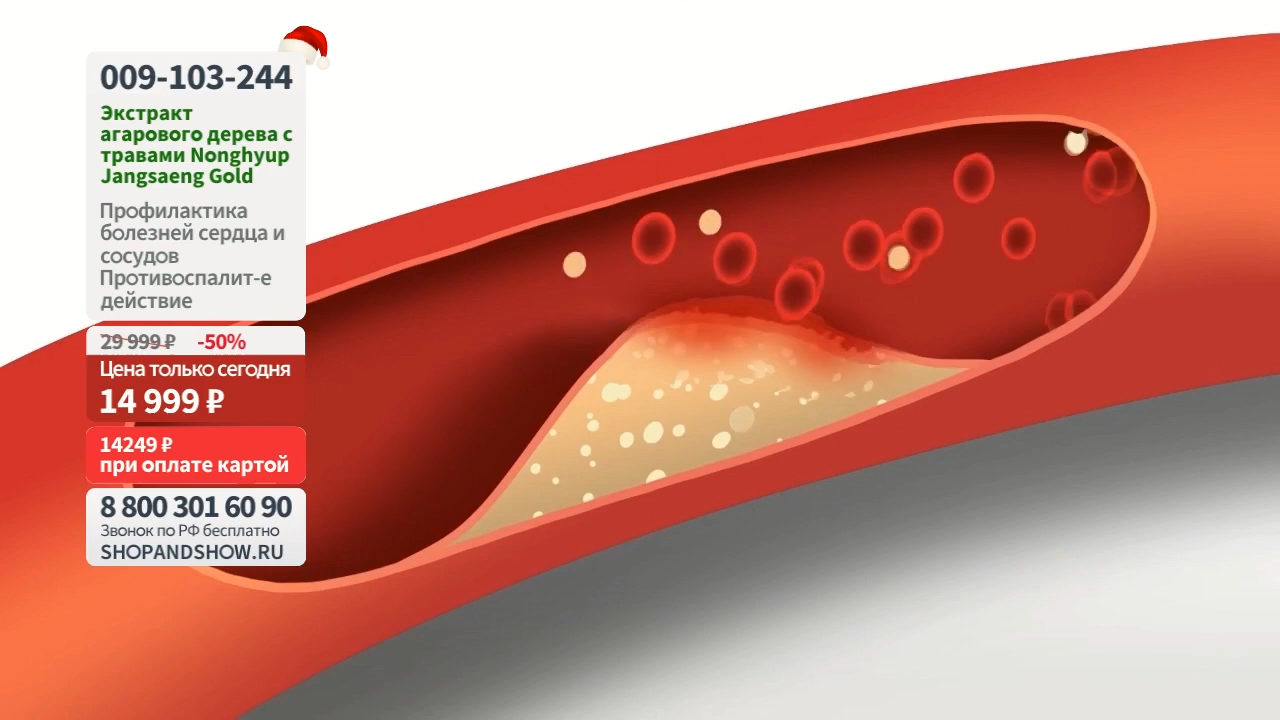 009-103-244
Экстракт
агарового дерева с
травами Nonghyup
Jangsaeng Gold
Профилактика
болезней сердца и
сосудов
Противоспалит-е
действие
29 999 ₽ -50%
Цена только сегодня
14 999 ₽
14249 ₽
при оплате картой
8 800 301 60 90
Звонок по РФ бесплатно
SHOPANDSHOW.RU